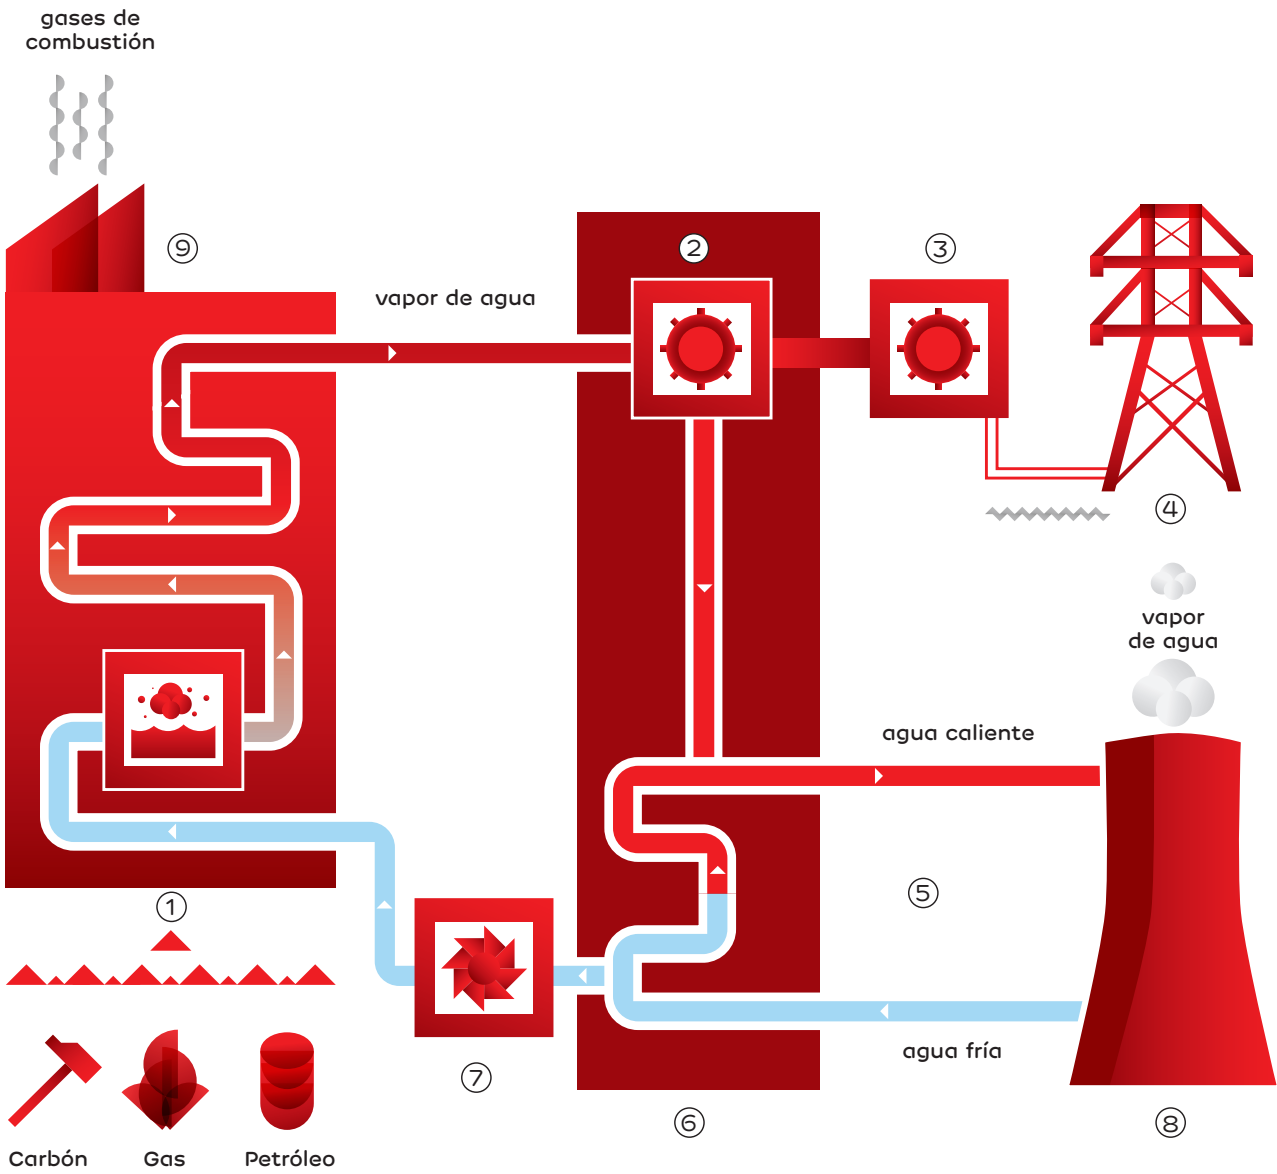 gases de
combustión
⑨
vapor de agua
②
③
④
vapor
de agua
agua caliente
⑤
①
agua fría
⑦
⑥
⑧
Carbón
Gas
Petróleo